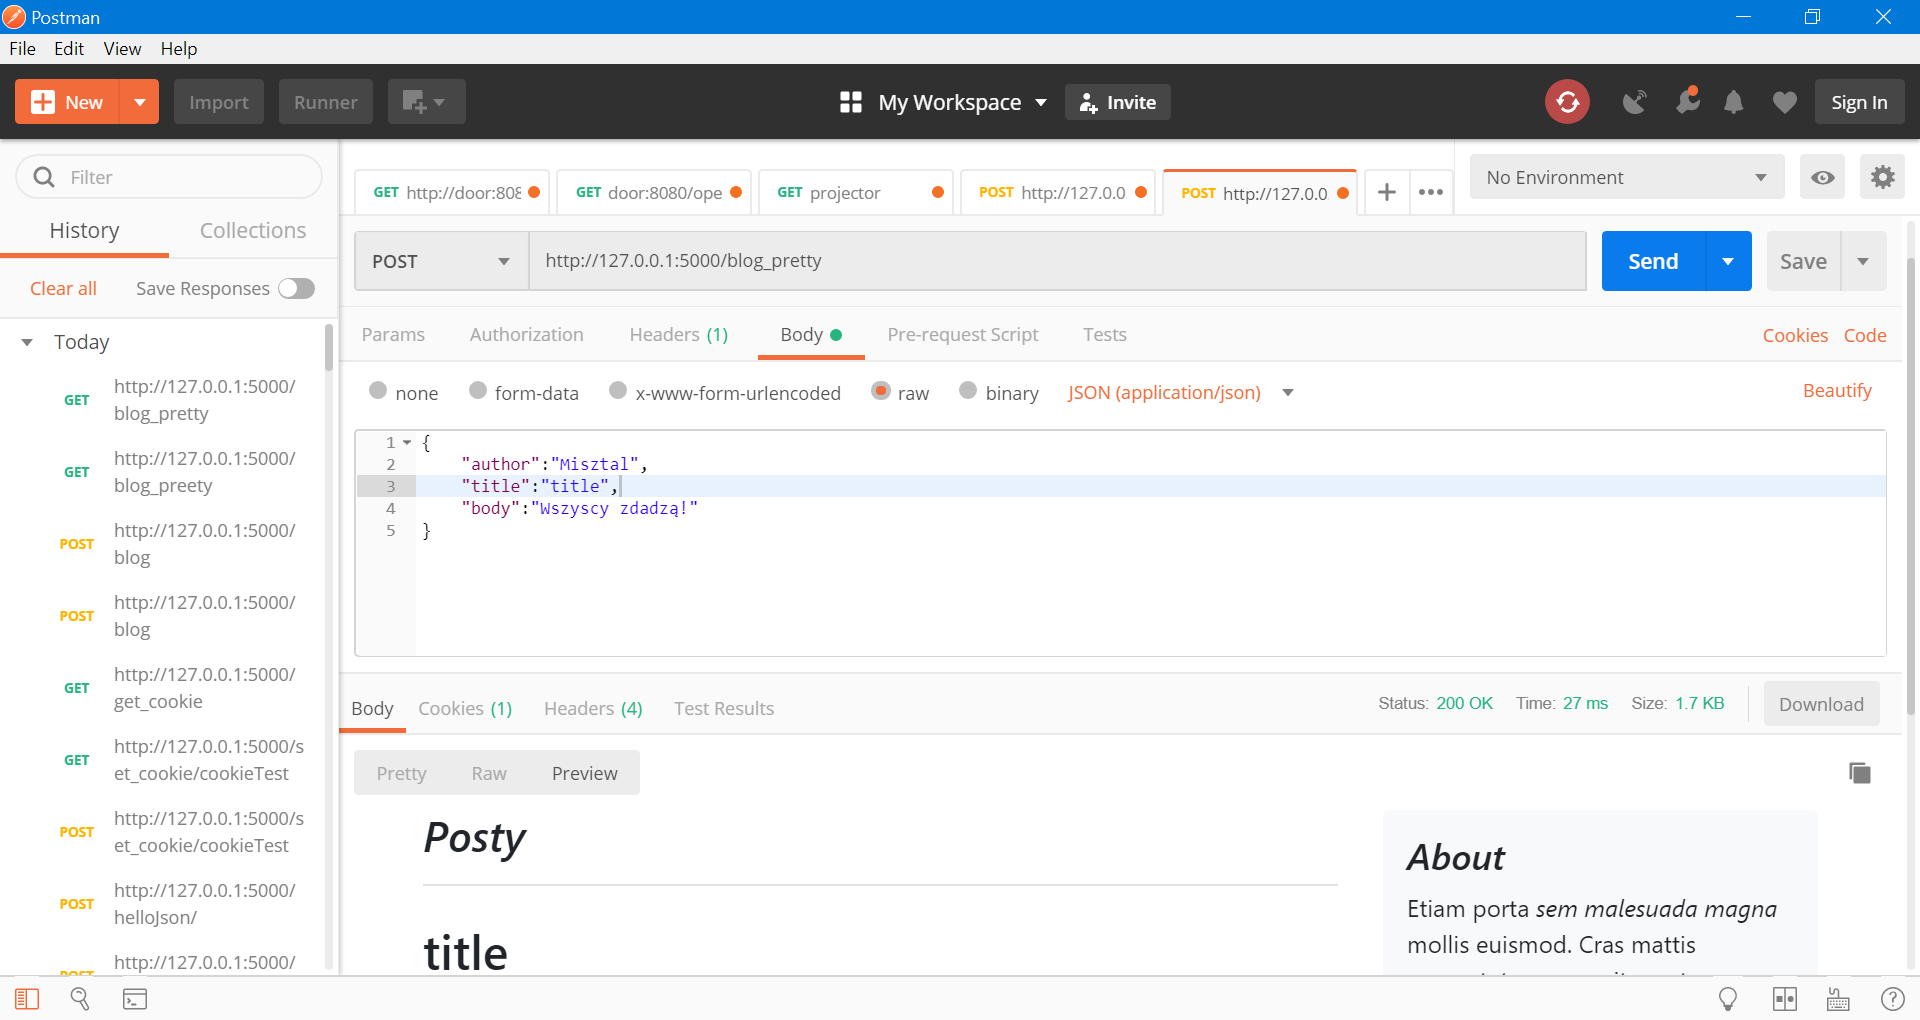 Postman
File Edit View Help
New Import Runner My Workspace Invite Sign In
Filter
History Collections
Clear all Save Responses
Today
GET http://127.0.0.1:5000/
blog_pretty
GET http://127.0.0.1:5000/
blog_preety
POST http://127.0.0.1:5000/
blog
POST http://127.0.0.1:5000/
blog
GET http://127.0.0.1:5000/
get_cookie
GET http://127.0.0.1:5000/s
et_cookie/cookieTest
POST http://127.0.0.1:5000/s
et_cookie/cookieTest
POST http://127.0.0.1:5000/
helloJson/
POST http://127.0.0.1:5000/
GET http://door:808 GET door:8080/ope GET projector POST http://127.0.0. POST http://127.0.0. No Environment
POST http://127.0.0.1:5000/blog_pretty Send Save
Params Authorization Headers (1) Body Pre-request Script Tests Cookies Code
none form-data x-www-form-urlencoded raw binary JSON (application/json) Beautify
1 {
2 "author":"Misztal",
3 "title":"title",
4 "body":"Wszyscy zdadzą!"
5 }
Body Cookies (1) Headers (4) Test Results Status: 200 OK Time: 27 ms Size: 1.7 KB Download
Pretty Raw Preview
Posty
title
About
Etiam porta sem malesuada magna
mollis euismod. Cras mattis